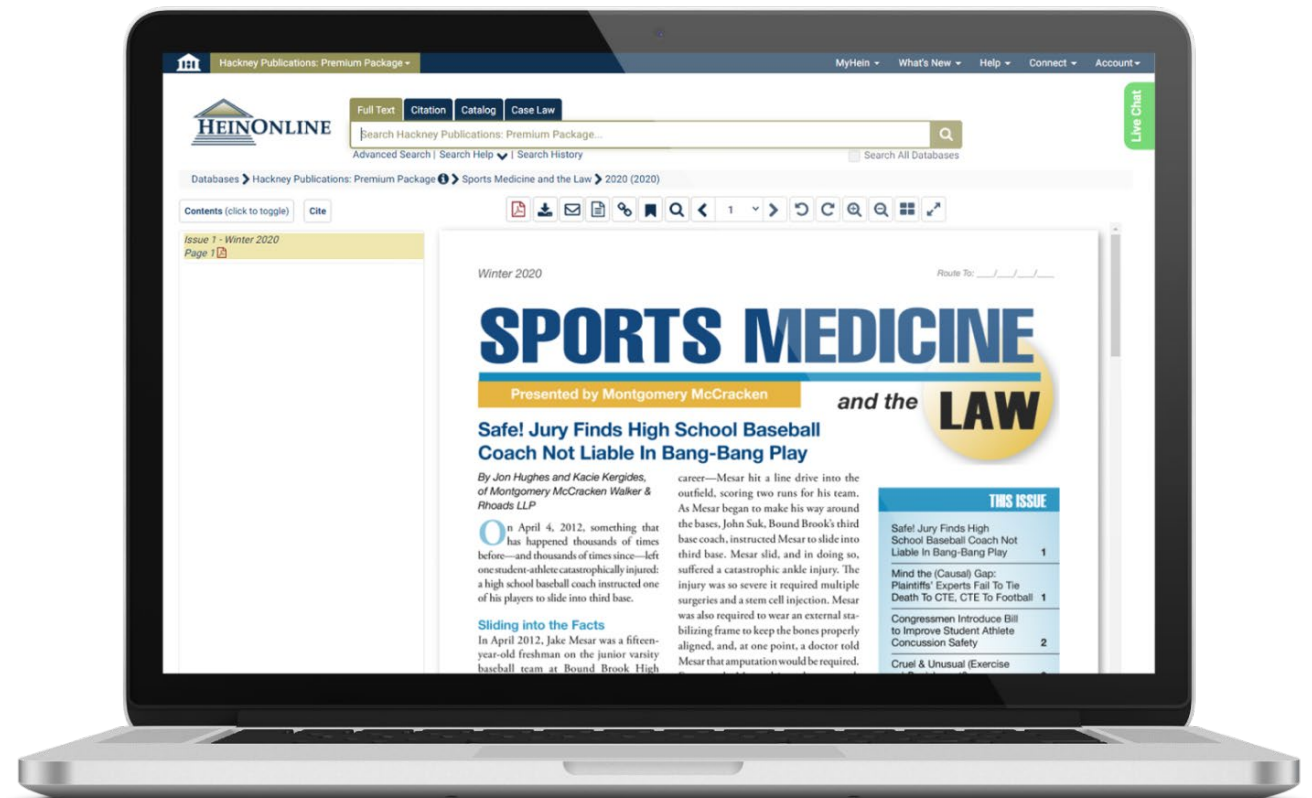 Hackney Publications: Premium Package
MyHein What's New Help Connect Account
Live Chat
HEINONLINE
Full Text Citation Catalog Case Law
Search Hackney Publications: Premium Package...
Advanced Search | Search Help | Search History
Search All Databases
Databases Hackney Publications: Premium Package Sports Medicine and the Law 2020 (2020)
Contents (click to toggle) Cite
1
Issue 1 - Winter 2020
Page 1
Winter 2020
Route To: ___/___/___/___
SPORTS MEDICINE
Presented by Montgomery McCracken
and the LAW
Safe! Jury Finds High School Baseball
Coach Not Liable In Bang-Bang Play
By Jon Hughes and Kacie Kergides,
of Montgomery McCracken Walker &
Rhoads LLP
On April 4, 2012, something that
has happened thousands of times
before—and thousands of times since—left
one student-athlete catastrophically injured:
a high school baseball coach instructed one
of his players to slide into third base.
Sliding into the Facts
In April 2012, Jake Mesar was a fifteen-
year-old freshman on the junior varsity
baseball team at Bound Brook High
career—Mesar hit a line drive into the
outfield, scoring two runs for his team.
As Mesar began to make his way around
the bases, John Suk, Bound Brook's third
base coach, instructed Mesar to slide into
third base. Mesar slid, and in doing so,
suffered a catastrophic ankle injury. The
injury was so severe it required multiple
surgeries and a stem cell injection. Mesar
was also required to wear an external sta-
bilizing frame to keep the bones properly
aligned, and, at one point, a doctor told
Mesar that amputation would be required.
THIS ISSUE
Safe! Jury Finds High
School Baseball Coach Not
Liable In Bang-Bang Play 1
Mind the (Causal) Gap:
Plaintiffs' Experts Fail To Tie
Death To CTE, CTE To Football 1
Congressmen Introduce Bill
to Improve Student Athlete
Concussion Safety 2
Cruel & Unusual (Exercise